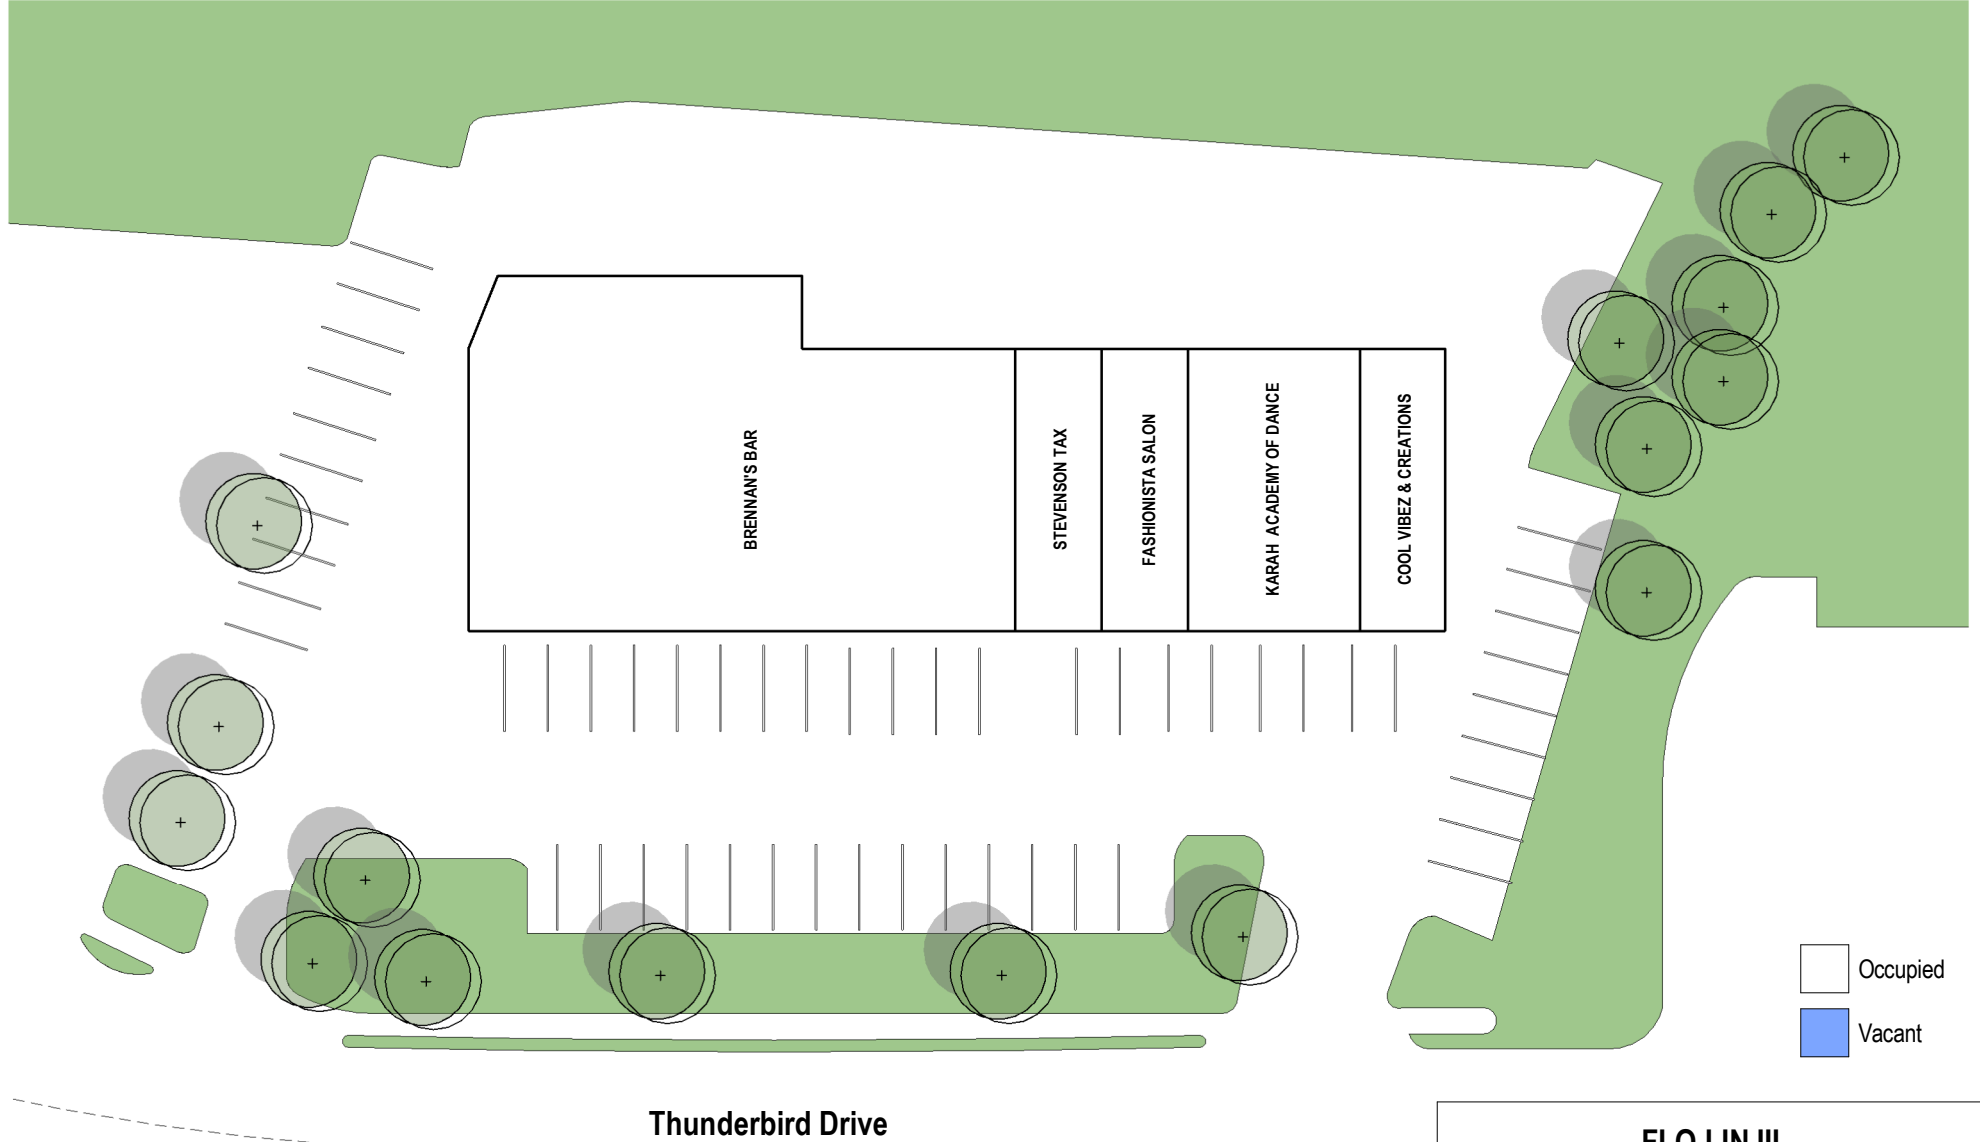 BRENNAN'S BAR
STEVENSON TAX
FASHIONISTA SALON
KARAH ACADEMY OF DANCE
COOL VIBEZ & CREATIONS
Occupied
Vacant
Thunderbird Drive